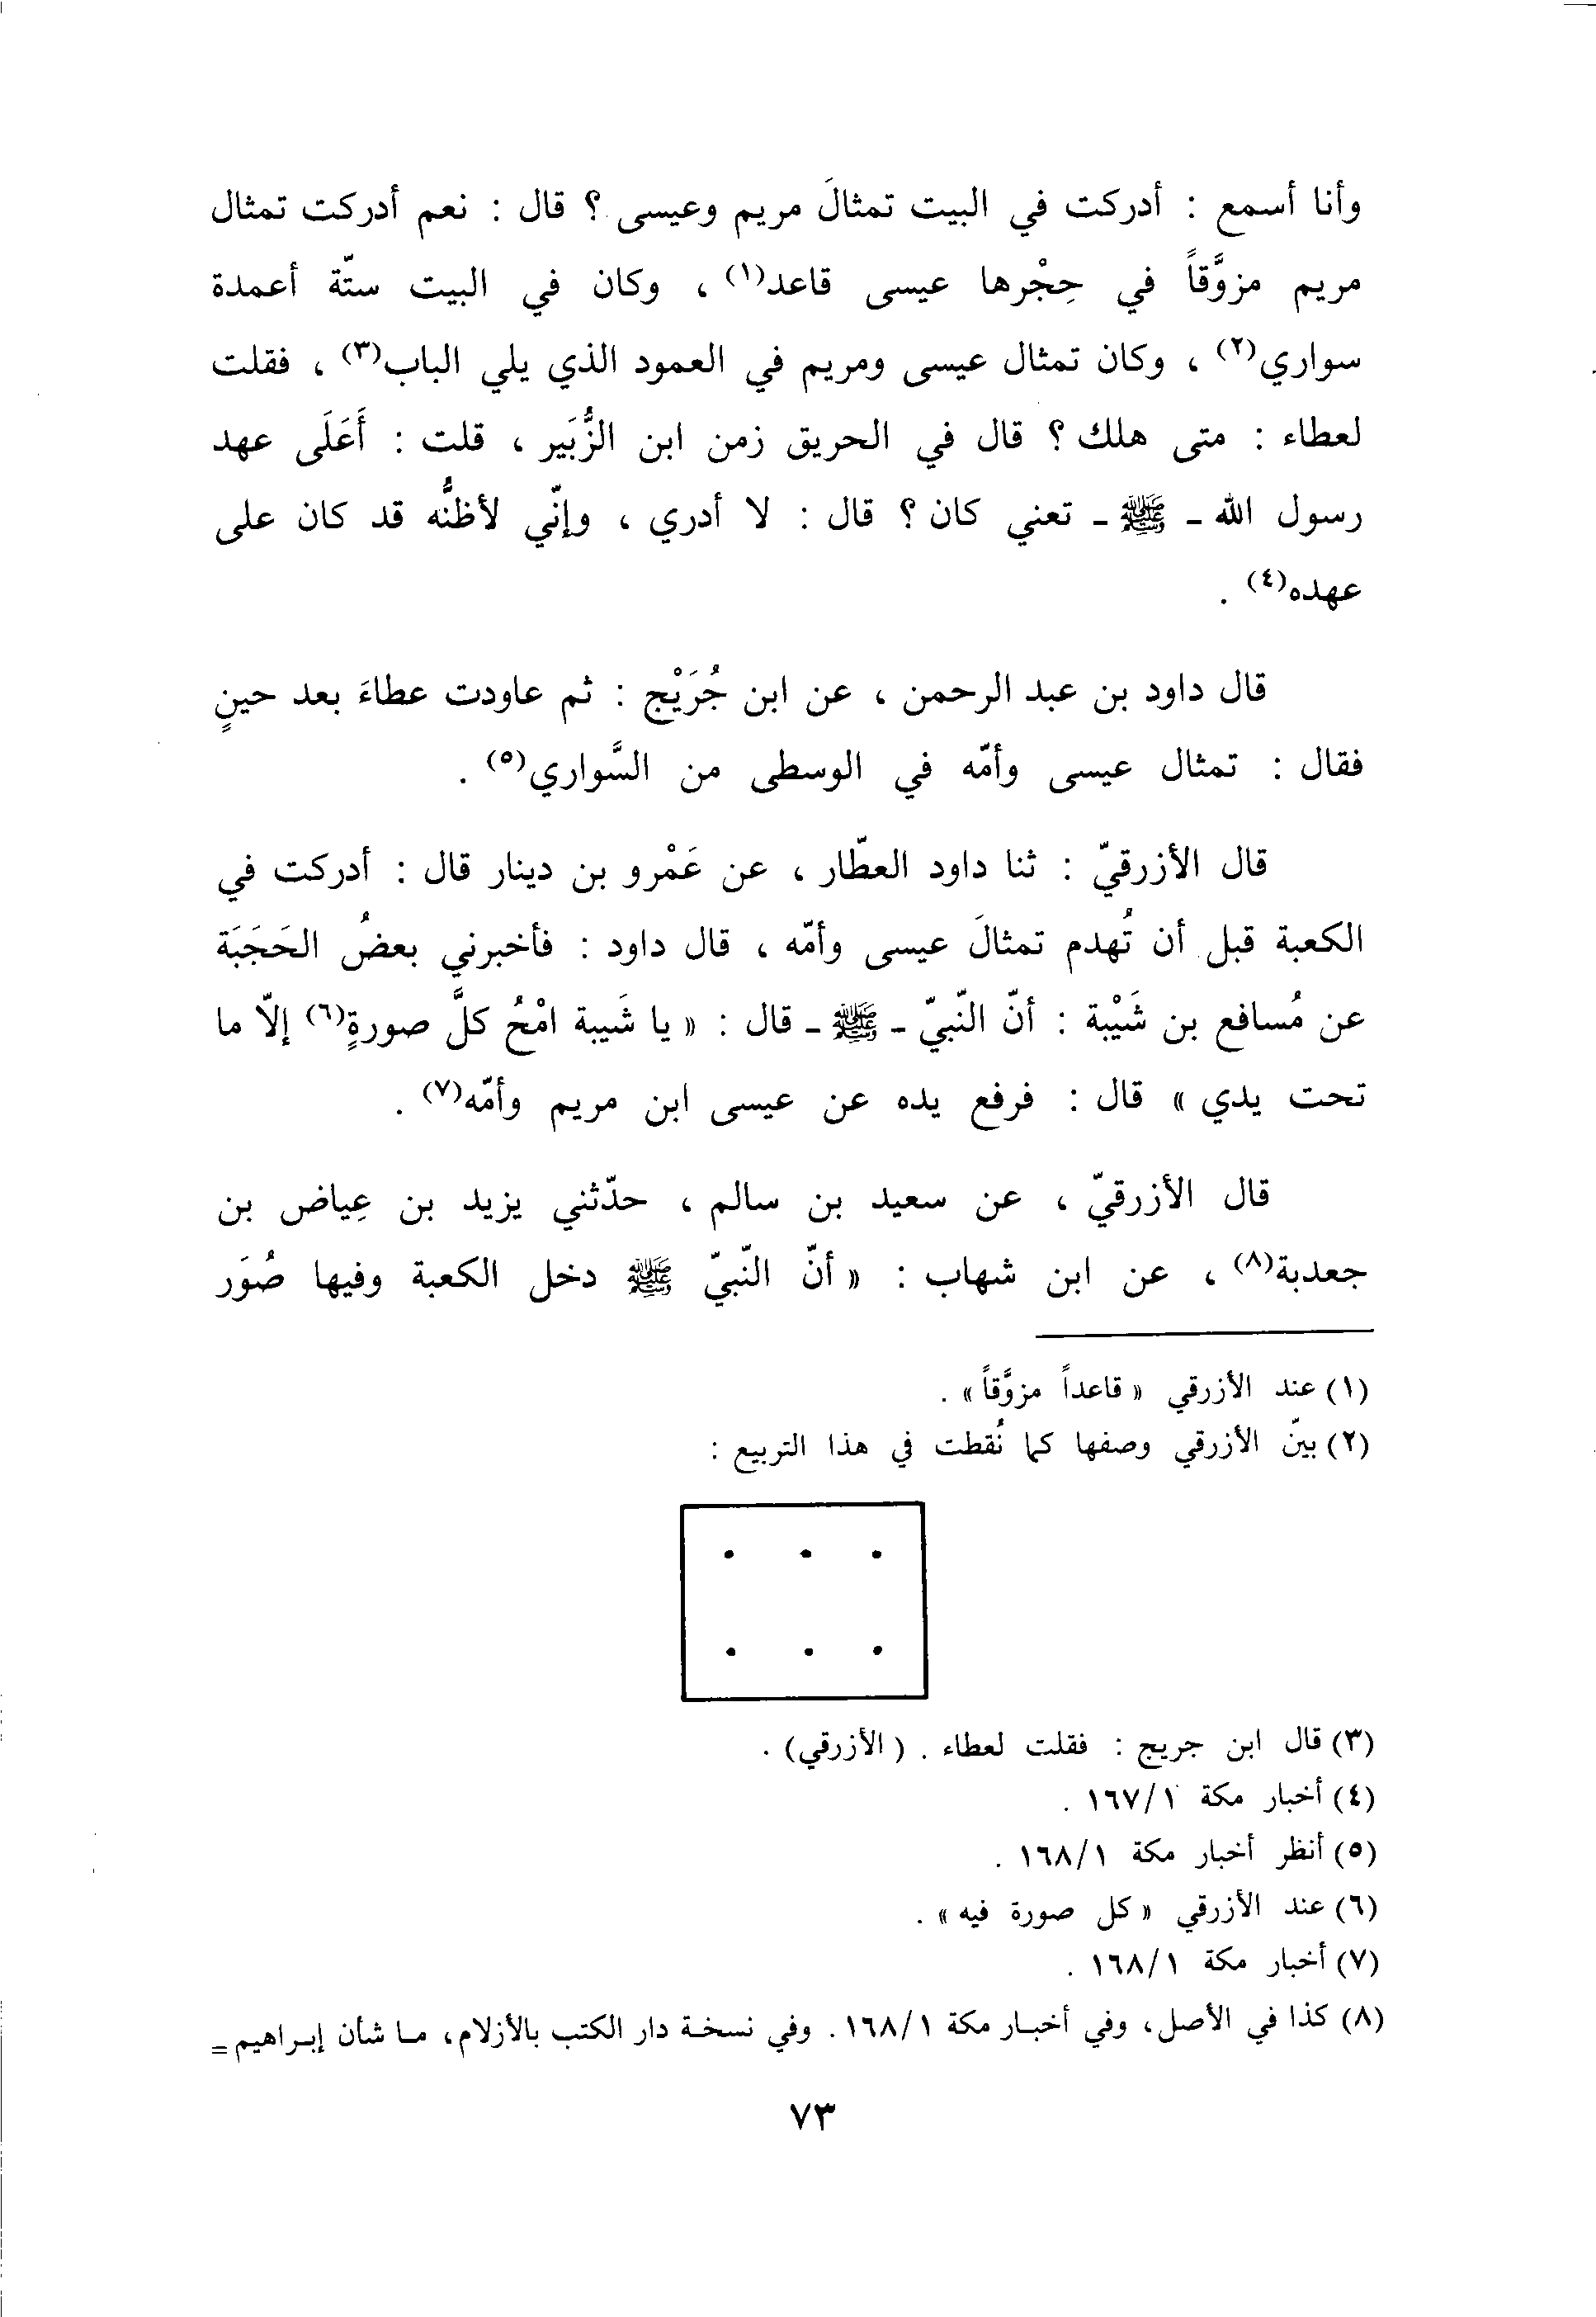 وأنا أسمع : أدركت في البيت تمثالَ مريم وعيسى ؟ قال : نعم أدركت تمثال
مريم مزوَّقاً في حِجْرها عيسى قاعد(١) ، وكان في البيت ستّة أعمدة
سواري(٢) ، وكان تمثال عيسى ومريم في العمود الذي يلي الباب(٣) ، فقلت
لعطاء : متى هلك ؟ قال في الحريق زمن ابن الزُّبَير ، قلت : أَعَلَى عهد
رسول الله - ﷺ - تعني كان ؟ قال : لا أدري ، وإنّي لأظنُّه قد كان على
عهده(٤) .
قال داود بن عبد الرحمن ، عن ابن جُرَيْج : ثم عاودت عطاءَ بعد حينٍ
فقال : تمثال عيسى وأمّه في الوسطى من السَّواري(٥) .
قال الأزرقيّ : ثنا داود العطّار ، عن عَمْرو بن دينار قال : أدركت في
الكعبة قبل أن تُهدم تمثالَ عيسى وأمّه ، قال داود : فأخبرني بعضُ الحَجَبَة
عن مُسافع بن شَيْبة : أنّ النّبيّ - ﷺ - قال : « يا شَيبة امْحُ كلَّ صورةٍ(٦) إلّا ما
تحت يدي » قال : فرفع يده عن عيسى ابن مريم وأمّه(٧) .
قال الأزرقيّ ، عن سعيد بن سالم ، حدّثني يزيد بن عِياض بن
جعدبة(٨) ، عن ابن شهاب : « أنّ النّبيّ ﷺ دخل الكعبة وفيها صُوَر
(١) عند الأزرقي « قاعداً مزوَّقاً » .
(٢) بينّ الأزرقي وصفها كما نُقطت في هذا التربيع :
(٣) قال ابن جريج : فقلت لعطاء . ( الأزرقي) .
(٤) أخبار مكة ١٦٧/١ .
(٥) أنظر أخبار مكة ١٦٨/١ .
(٦) عند الأزرقي « كل صورة فيه » .
(٧) أخبار مكة ١٦٨/١ .
(٨) كذا في الأصل، وفي أخبار مكة ١٦٨/١. وفي نسخة دار الكتب بالأزلام، ما شأن إبراهيم =
٧٣